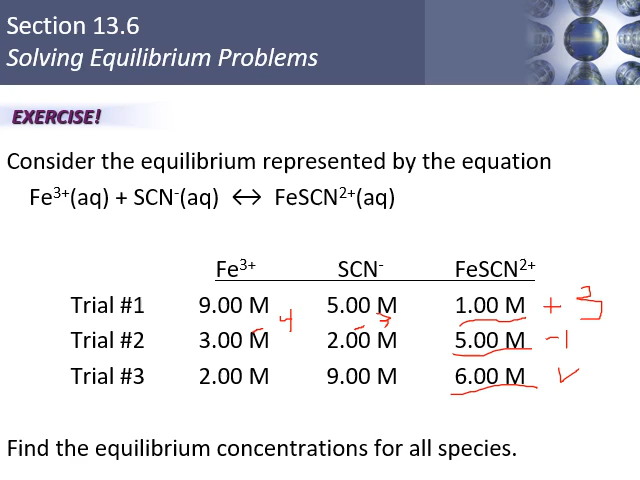 Section 13.6
Solving Equilibrium Problems
EXERCISE!
Consider the equilibrium represented by the equation
Fe³⁺(aq) + SCN⁻(aq) ↔ FeSCN²⁺(aq)
Fe³⁺ SCN⁻ FeSCN²⁺
Trial #1 9.00 M 5.00 M 1.00 M + 3
4 3
Trial #2 3.00 M 2.00 M 5.00 M -1
Trial #3 2.00 M 9.00 M 6.00 M ✓
Find the equilibrium concentrations for all species.